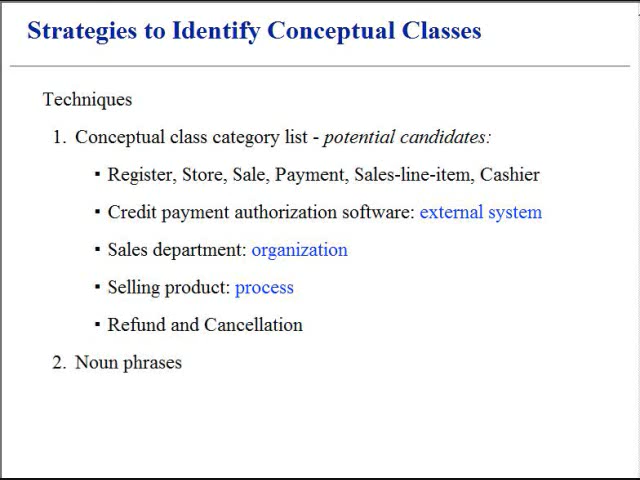 Strategies to Identify Conceptual Classes
Techniques
1. Conceptual class category list - potential candidates:
▪ Register, Store, Sale, Payment, Sales-line-item, Cashier
▪ Credit payment authorization software: external system
▪ Sales department: organization
▪ Selling product: process
▪ Refund and Cancellation
2. Noun phrases